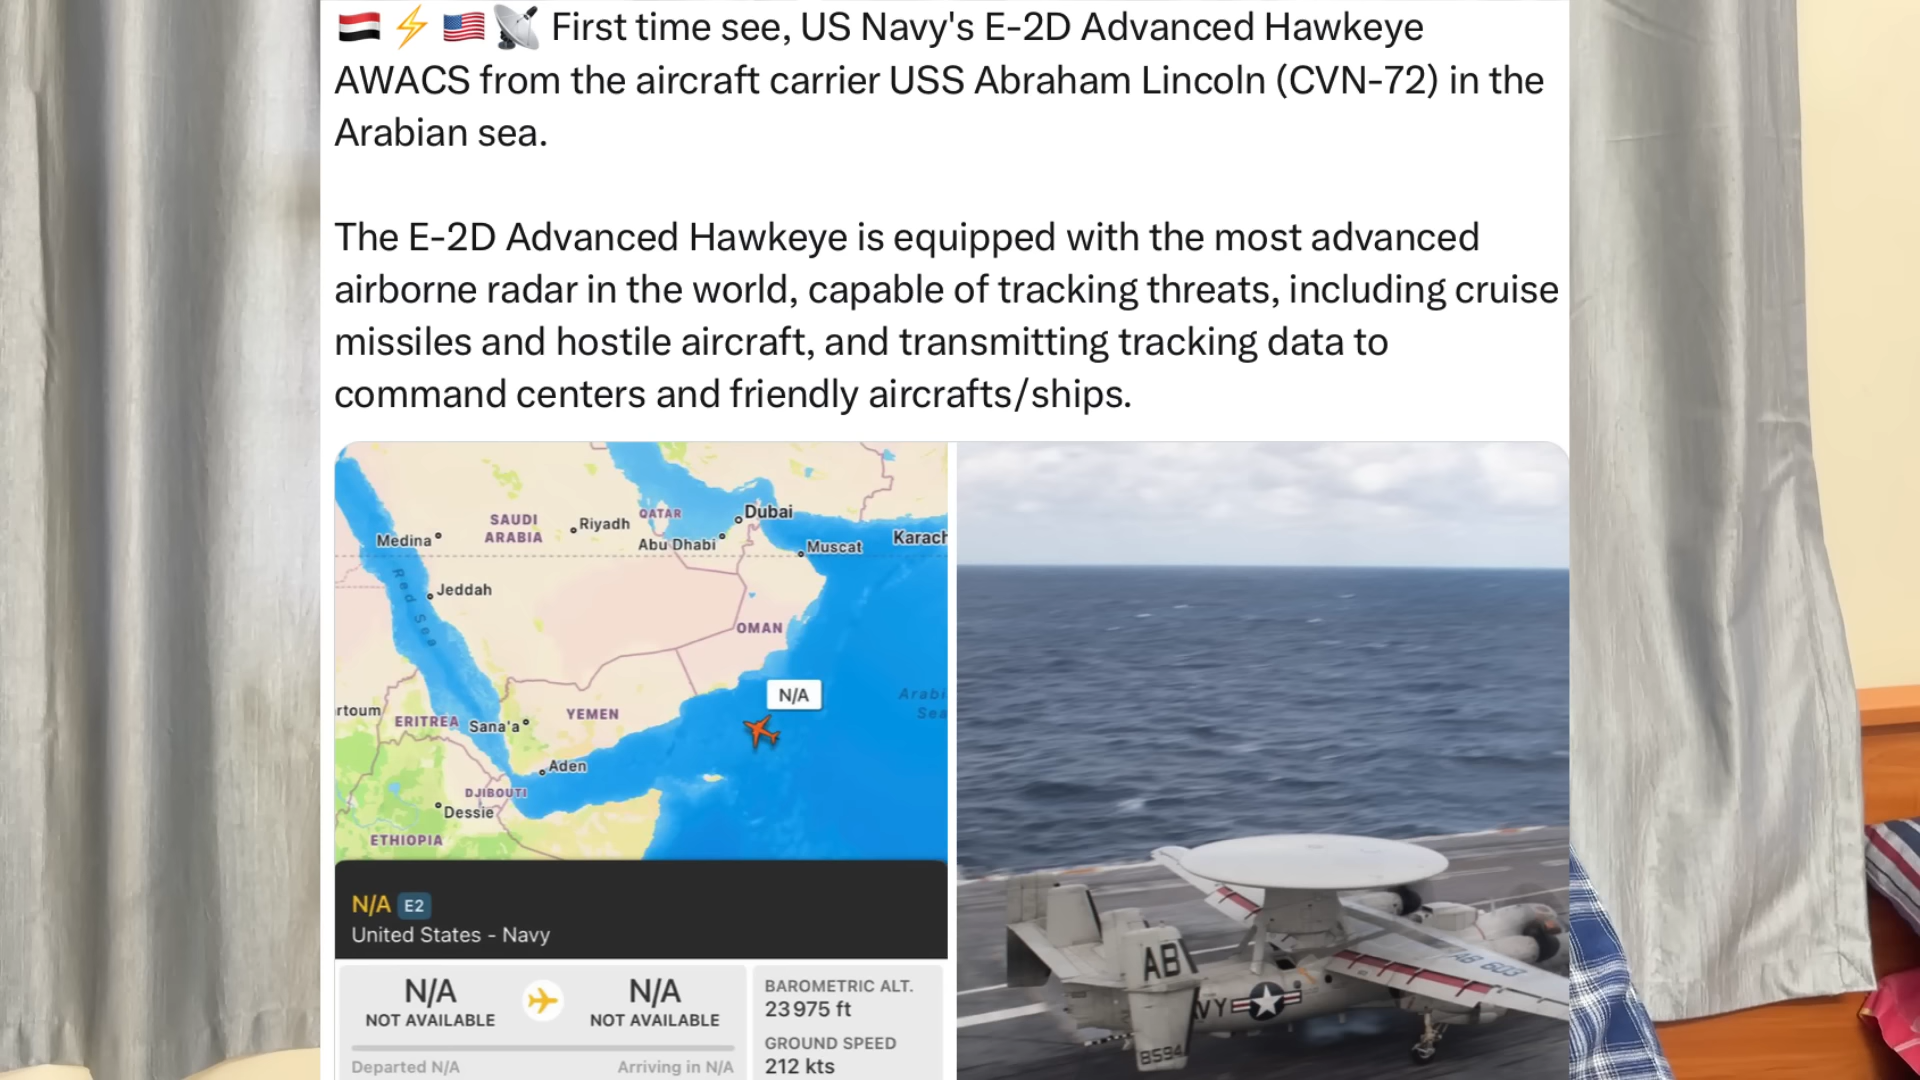 First time see, US Navy's E-2D Advanced Hawkeye
AWACS from the aircraft carrier USS Abraham Lincoln (CVN-72) in the
Arabian sea.
The E-2D Advanced Hawkeye is equipped with the most advanced
airborne radar in the world, capable of tracking threats, including cruise
missiles and hostile aircraft, and transmitting tracking data to
command centers and friendly aircrafts/ships.
Dubai
QATAR
SAUDI
ARABIA
Riyadh
Medina
Abu Dhabi
Muscat
Karach
Red Sea
Jeddah
OMAN
N/A
Arabi
Sea
rtoum
ERITREA
Sana'a
YEMEN
Aden
DJIBOUTI
Dessie
ETHIOPIA
N/A E2
United States - Navy
N/A
NOT AVAILABLE
N/A
NOT AVAILABLE
Departed N/A
Arriving in N/A
BAROMETRIC ALT.
23 975 ft
GROUND SPEED
212 kts
AB
AB 603
VY
8594